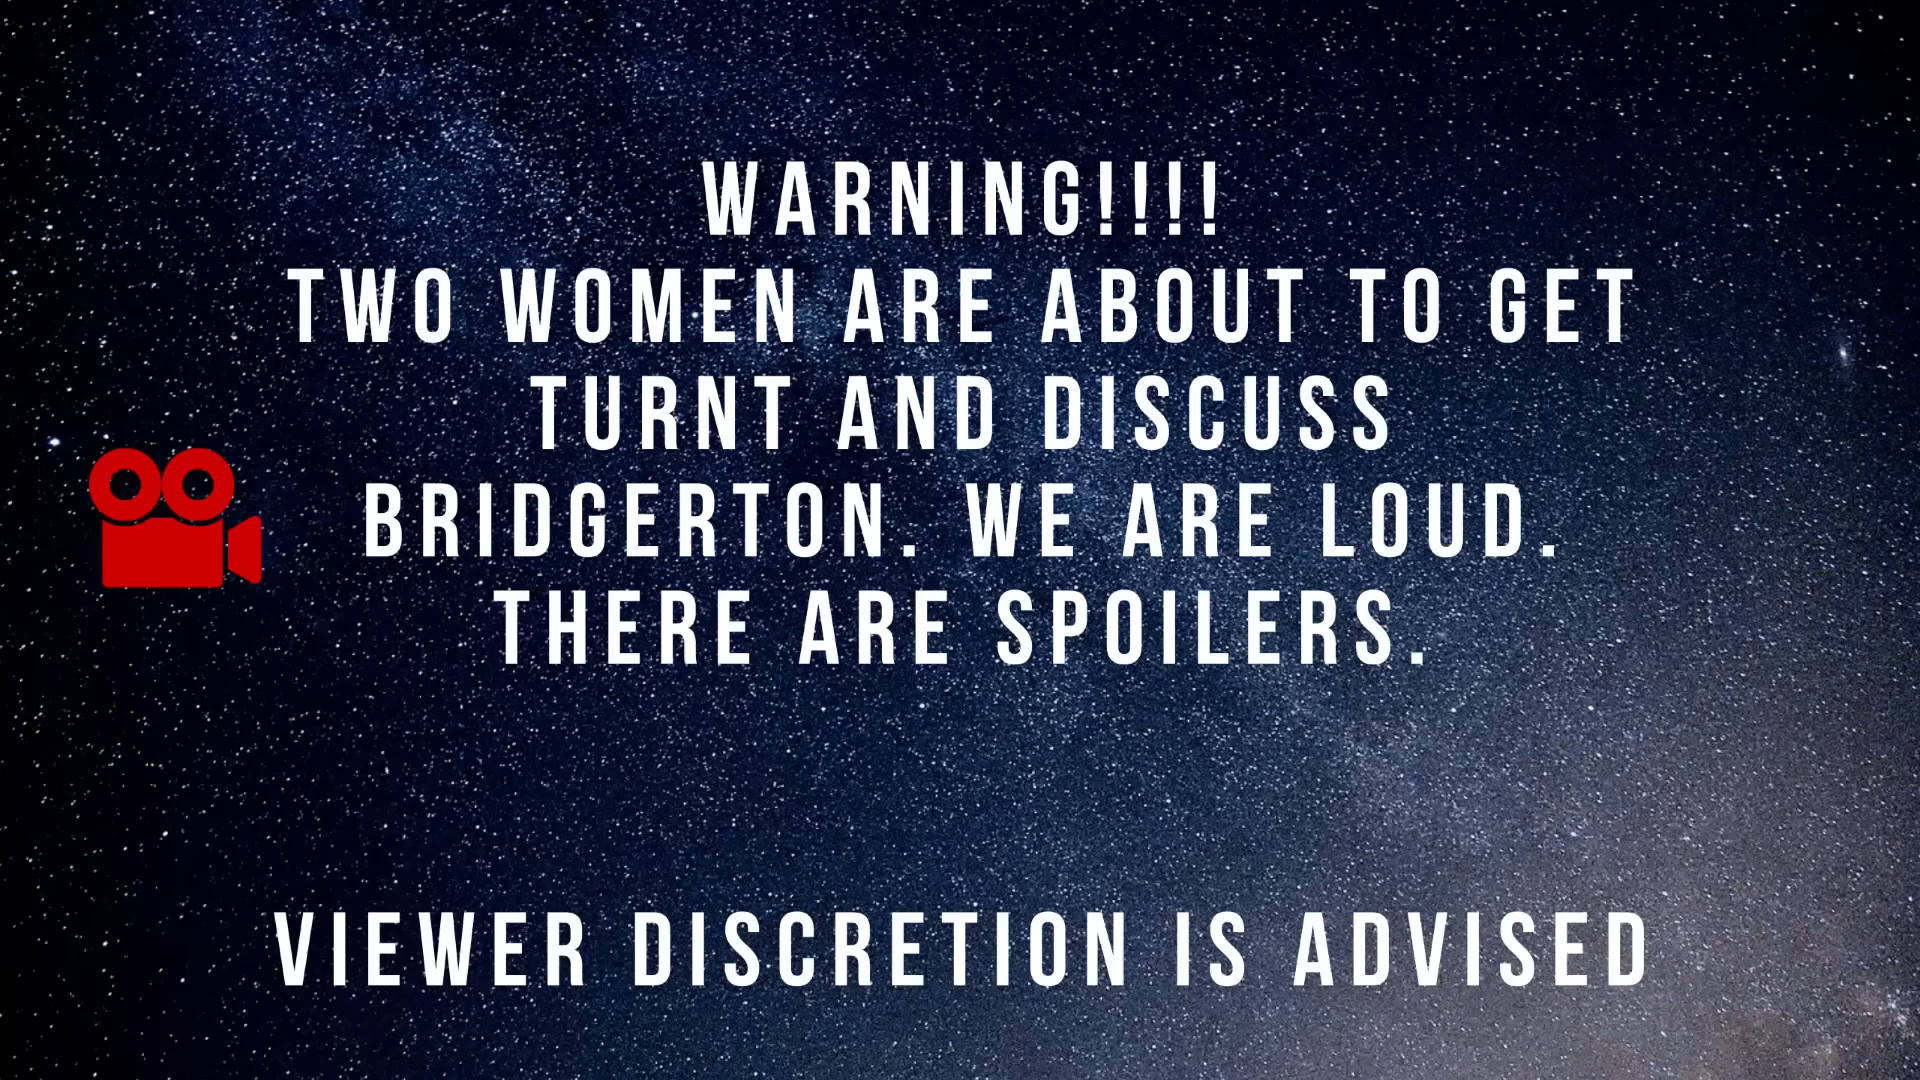 WARNING!!!!
TWO WOMEN ARE ABOUT TO GET
TURNT AND DISCUSS
BRIDGERTON. WE ARE LOUD.
THERE ARE SPOILERS.
VIEWER DISCRETION IS ADVISED